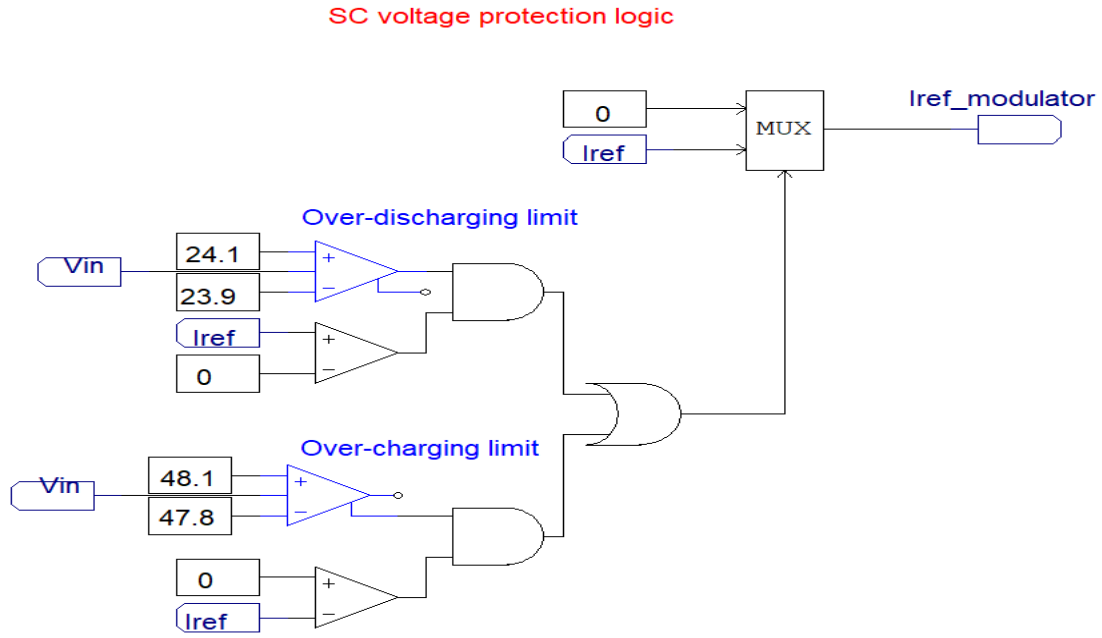 SC voltage protection logic
0
Iref
MUX
Iref_modulator
Over-discharging limit
Vin
24.1
+
23.9
−
Iref
+
0
−
Over-charging limit
Vin
48.1
+
47.8
−
0
+
Iref
−